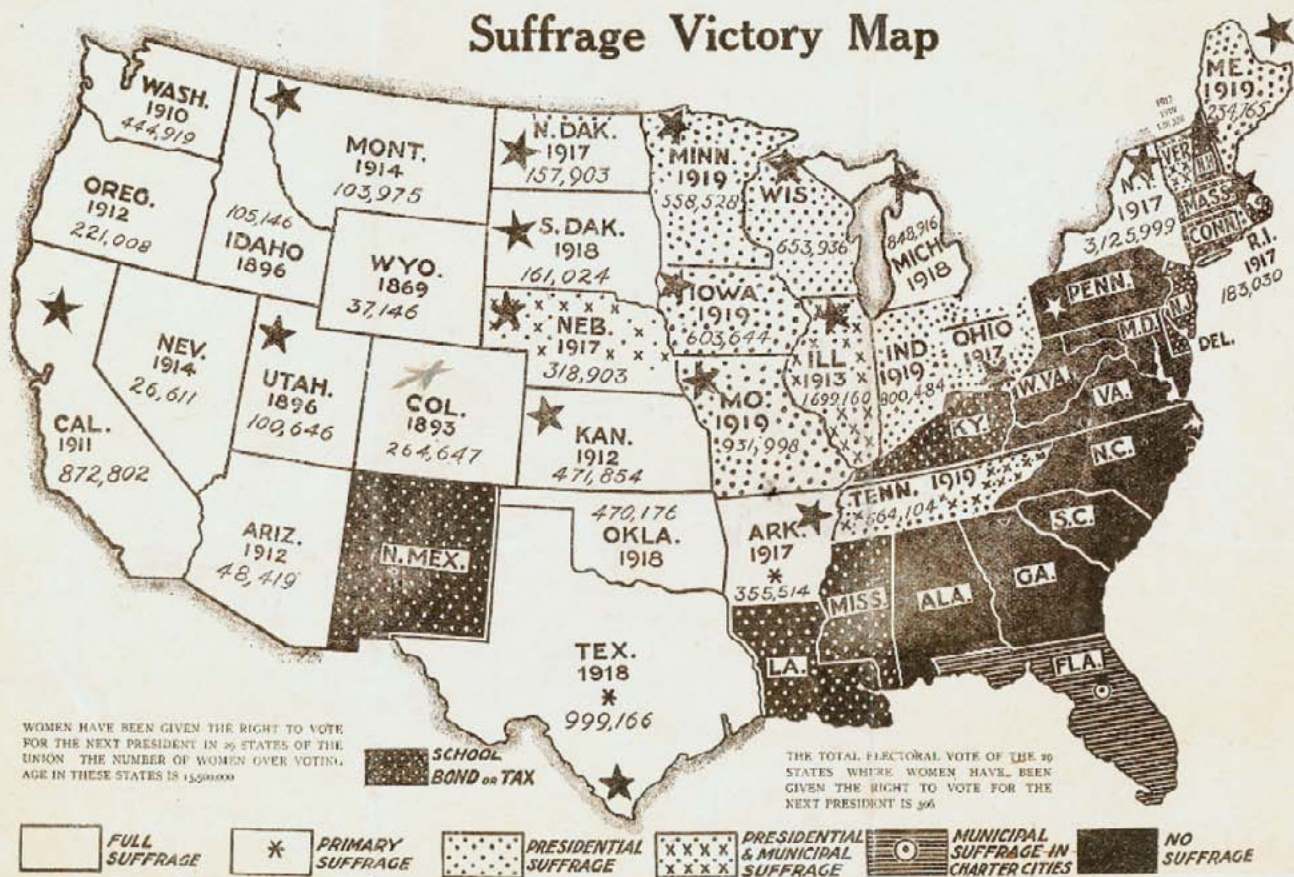 Suffrage Victory Map
WASH.
1910
444,919
OREG.
1912
221,008
105,146
IDAHO
1896
MONT.
1914
103,975
WYO.
1869
37,146
CAL.
1911
872,802
NEV.
1914
26,611
UTAH.
1896
100,646
COL.
1893
264,647
ARIZ.
1912
48,419
N.MEX.
N.DAK.
1917
157,903
S.DAK.
1918
161,024
NEB.
1917
318,903
KAN.
1912
471,854
470,176
OKLA.
1918
TEX.
1918
*
999,166
MINN.
1919
558,528
IOWA.
1919
603,644
MO.
1919
931,998
ARK.
1917
*
355,514
LA.
WIS.
653,936
ILL
1913
1699,160
848,916
MICH
1918
IND.
1919
800,484
OHIO
1917
KY.
TENN. 1919
664,104
MISS.
ALA.
GA.
FLA.
S.C.
N.C.
VA.
W.VA.
M.D.
DEL.
N.J.
PENN.
N.Y.
1917
3,125,999
VER
N.H
MASS
CONN.
R.I.
1917
183,030
ME.
1919
234,765
1917
WOMEN HAVE BEEN GIVEN THE RIGHT TO VOTE
FOR THE NEXT PRESIDENT IN 29 STATES OF THE
UNION THE NUMBER OF WOMEN OVER VOTING
AGE IN THESE STATES IS 15,500,000
SCHOOL
BOND OR TAX
THE TOTAL ELECTORAL VOTE OF THE 29
STATES WHERE WOMEN HAVE BEEN
GIVEN THE RIGHT TO VOTE FOR THE
NEXT PRESIDENT IS 306
FULL
SUFFRAGE
*
PRIMARY
SUFFRAGE
PRESIDENTIAL
SUFFRAGE
PRESIDENTIAL
& MUNICIPAL
SUFFRAGE
MUNICIPAL
SUFFRAGE-IN
CHARTER CITIES
NO
SUFFRAGE